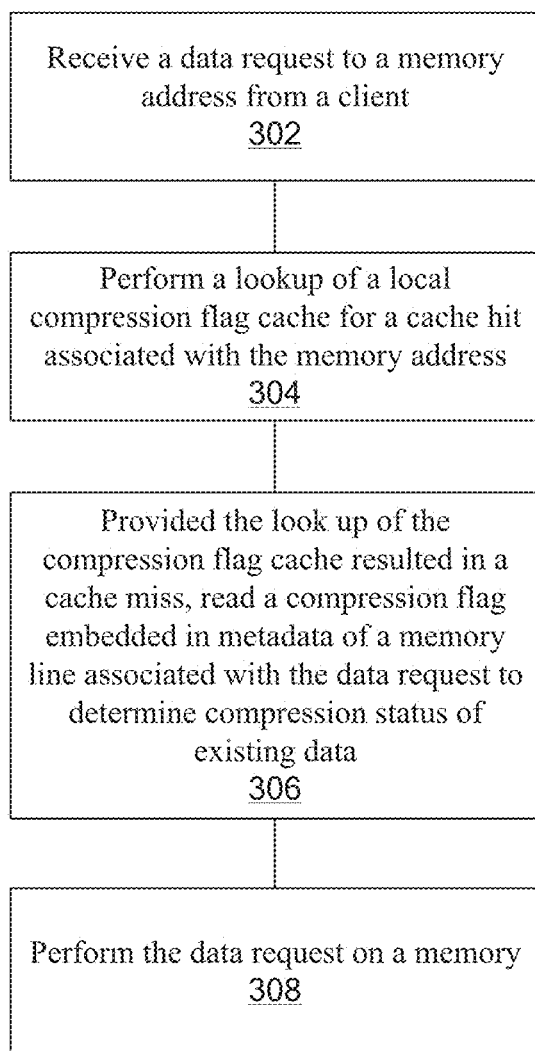 Receive a data request to a memory
address from a client
302
Perform a lookup of a local
compression flag cache for a cache hit
associated with the memory address
304
Provided the look up of the
compression flag cache resulted in a
cache miss, read a compression flag
embedded in metadata of a memory
line associated with the data request to
determine compression status of
existing data
306
Perform the data request on a memory
308